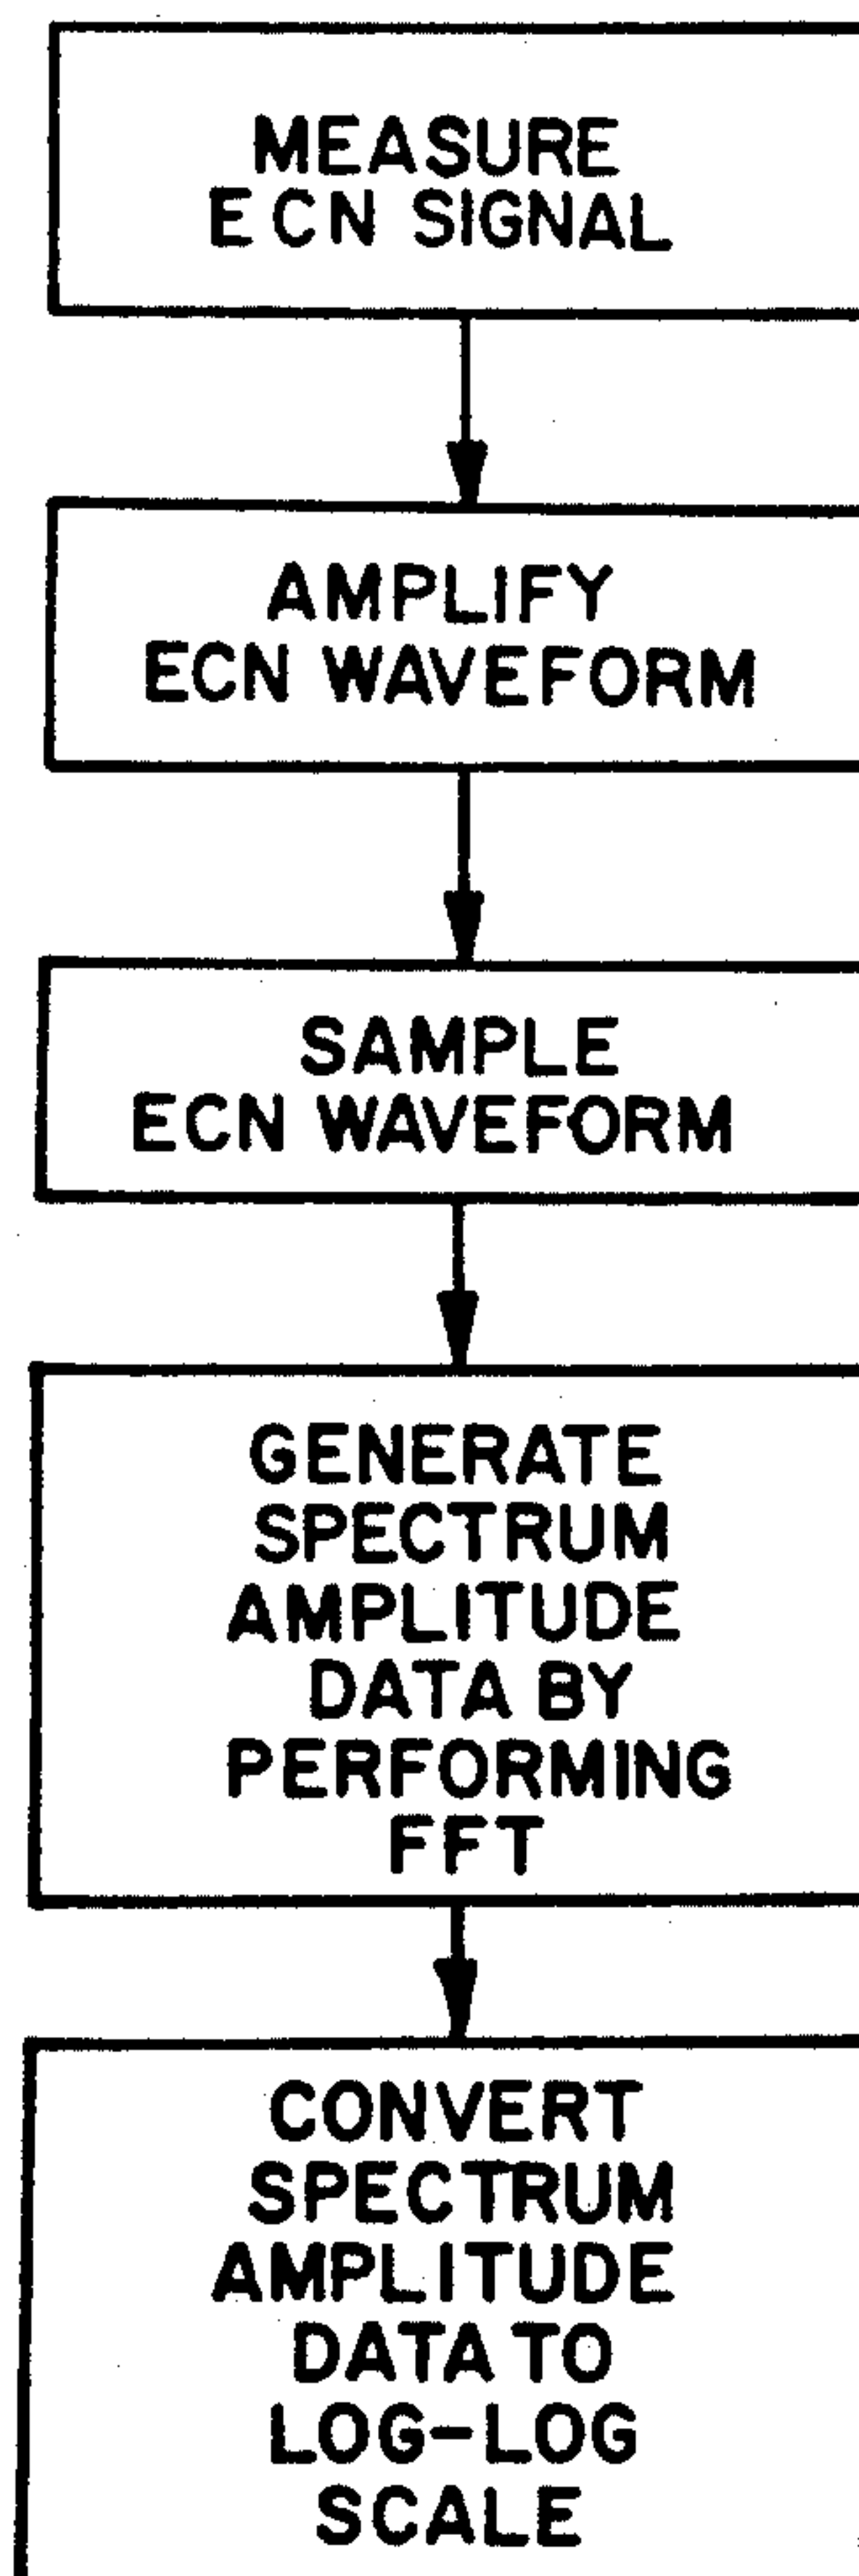 MEASURE
ECN SIGNAL
AMPLIFY
ECN WAVEFORM
SAMPLE
ECN WAVEFORM
GENERATE
SPECTRUM
AMPLITUDE
DATA BY
PERFORMING
FFT
CONVERT
SPECTRUM
AMPLITUDE
DATA TO
LOG-LOG
SCALE